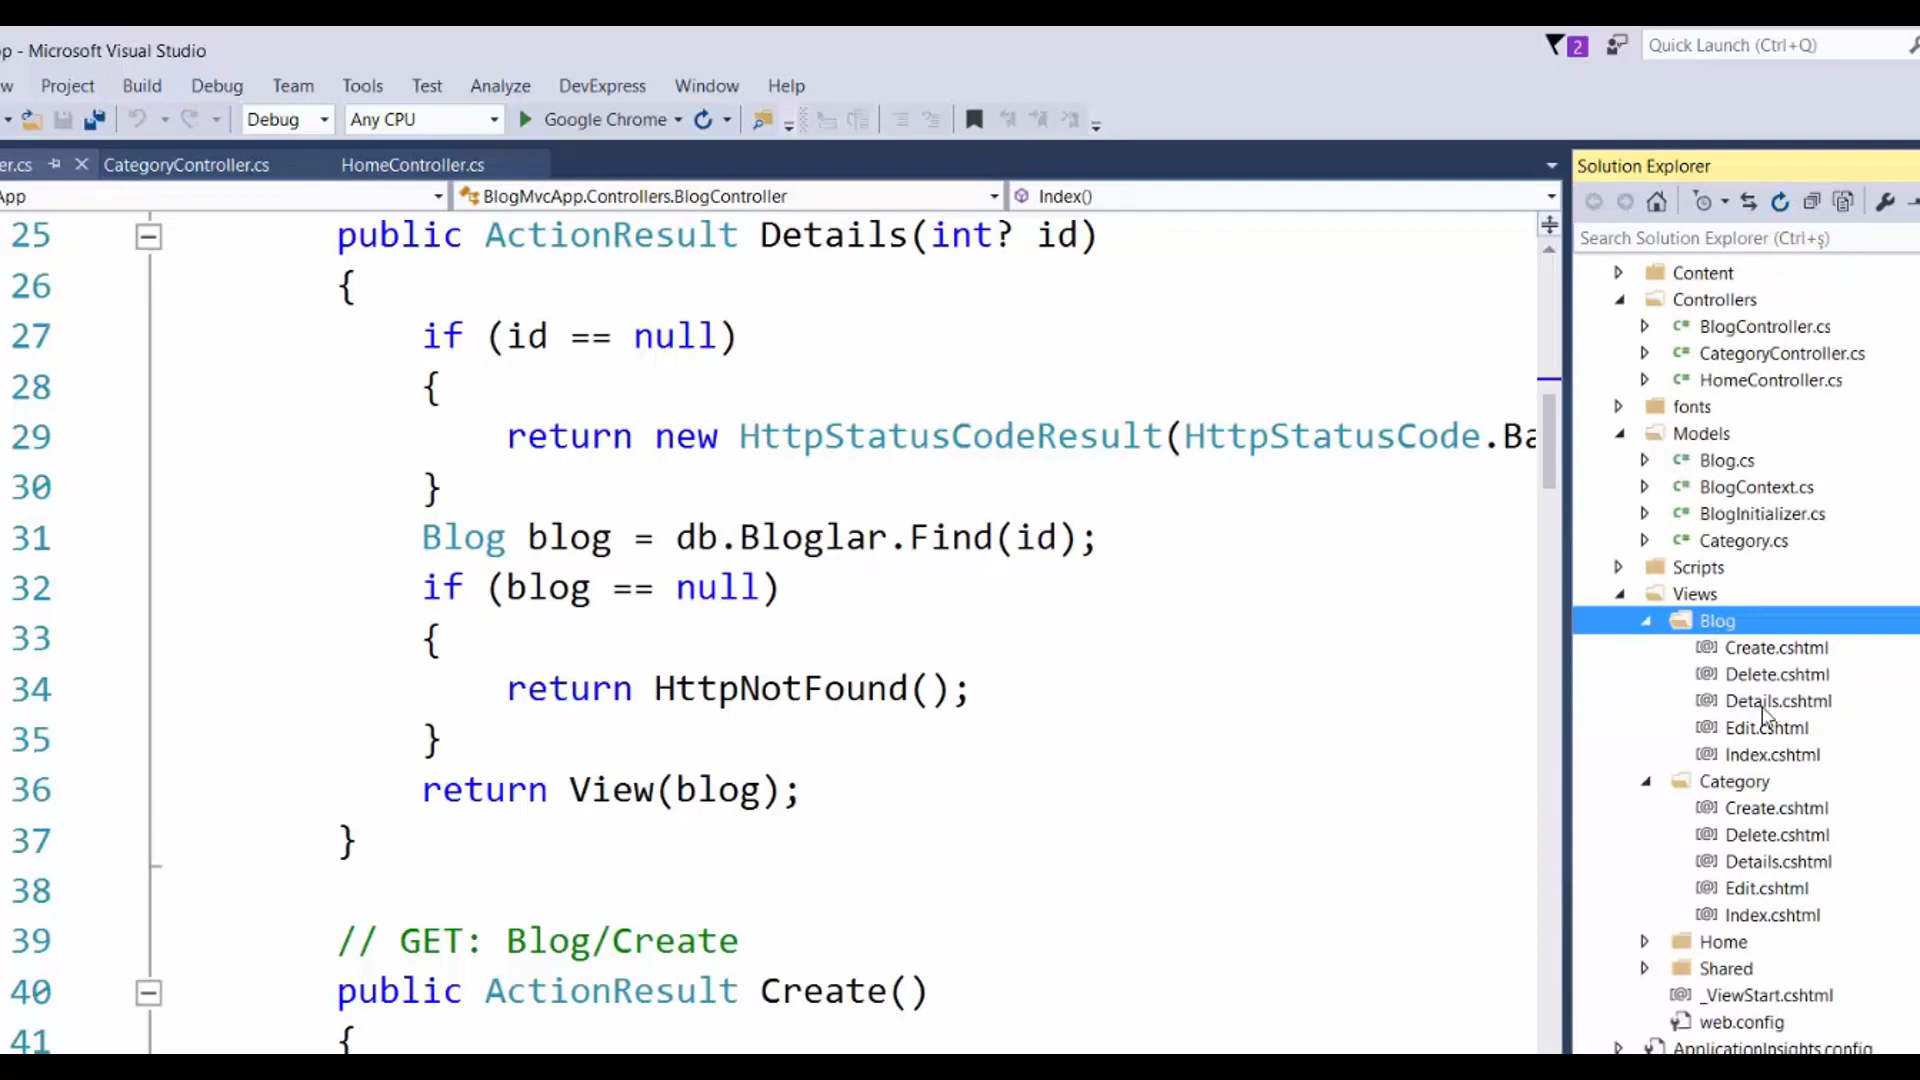 p - Microsoft Visual Studio
2
Quick Launch (Ctrl+Q)
w Project Build Debug Team Tools Test Analyze DevExpress Window Help
Debug Any CPU Google Chrome
er.cs CategoryController.cs HomeController.cs
App BlogMvcApp.Controllers.BlogController Index()
25 public ActionResult Details(int? id)
26 {
27 if (id == null)
28 {
29 return new HttpStatusCodeResult(HttpStatusCode.Ba
30 }
31 Blog blog = db.Bloglar.Find(id);
32 if (blog == null)
33 {
34 return HttpNotFound();
35 }
36 return View(blog);
37 }
38
39 // GET: Blog/Create
40 public ActionResult Create()
41 {
Solution Explorer
Search Solution Explorer (Ctrl+ş)
Content
Controllers
C# BlogController.cs
C# CategoryController.cs
C# HomeController.cs
fonts
Models
C# Blog.cs
C# BlogContext.cs
C# BlogInitializer.cs
C# Category.cs
Scripts
Views
Blog
[@] Create.cshtml
[@] Delete.cshtml
[@] Details.cshtml
[@] Edit.cshtml
[@] Index.cshtml
Category
[@] Create.cshtml
[@] Delete.cshtml
[@] Details.cshtml
[@] Edit.cshtml
[@] Index.cshtml
Home
Shared
[@] _ViewStart.cshtml
web.config
ApplicationInsights.config